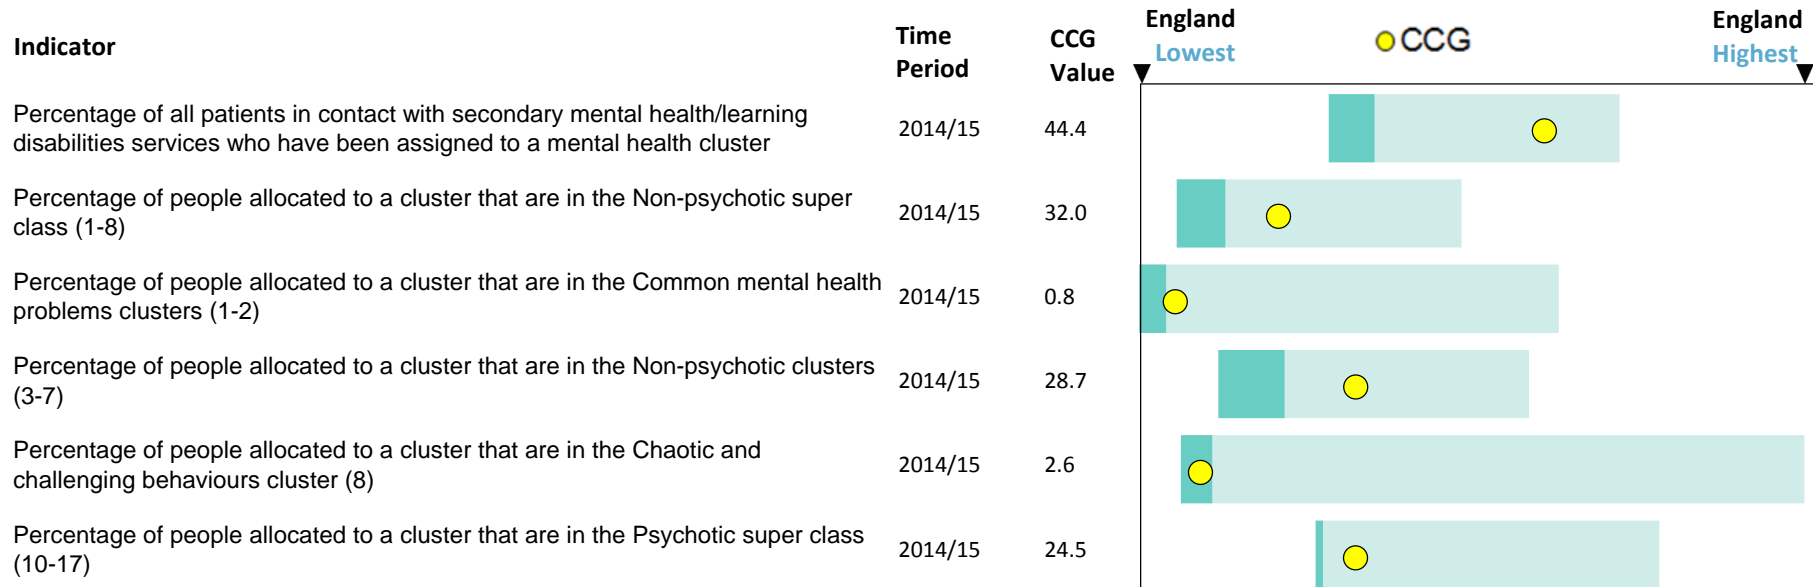 Indicator
Time
Period
CCG
Value
England
Lowest
CCG
England
Highest
Percentage of all patients in contact with secondary mental health/learning
disabilities services who have been assigned to a mental health cluster
2014/15
44.4
Percentage of people allocated to a cluster that are in the Non-psychotic super
class (1-8)
2014/15
32.0
Percentage of people allocated to a cluster that are in the Common mental health
problems clusters (1-2)
2014/15
0.8
Percentage of people allocated to a cluster that are in the Non-psychotic clusters
(3-7)
2014/15
28.7
Percentage of people allocated to a cluster that are in the Chaotic and
challenging behaviours cluster (8)
2014/15
2.6
Percentage of people allocated to a cluster that are in the Psychotic super class
(10-17)
2014/15
24.5